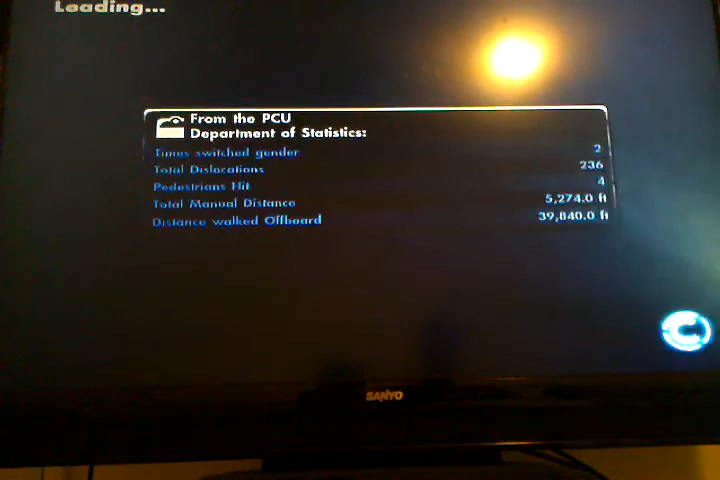 Loading...
From the PCU
Department of Statistics:
Times switched gender 2
Total Dislocations 236
Pedestrians Hit 4
Total Manual Distance 5,274.0 ft
Distance walked Offboard 39,840.0 ft
SANYO